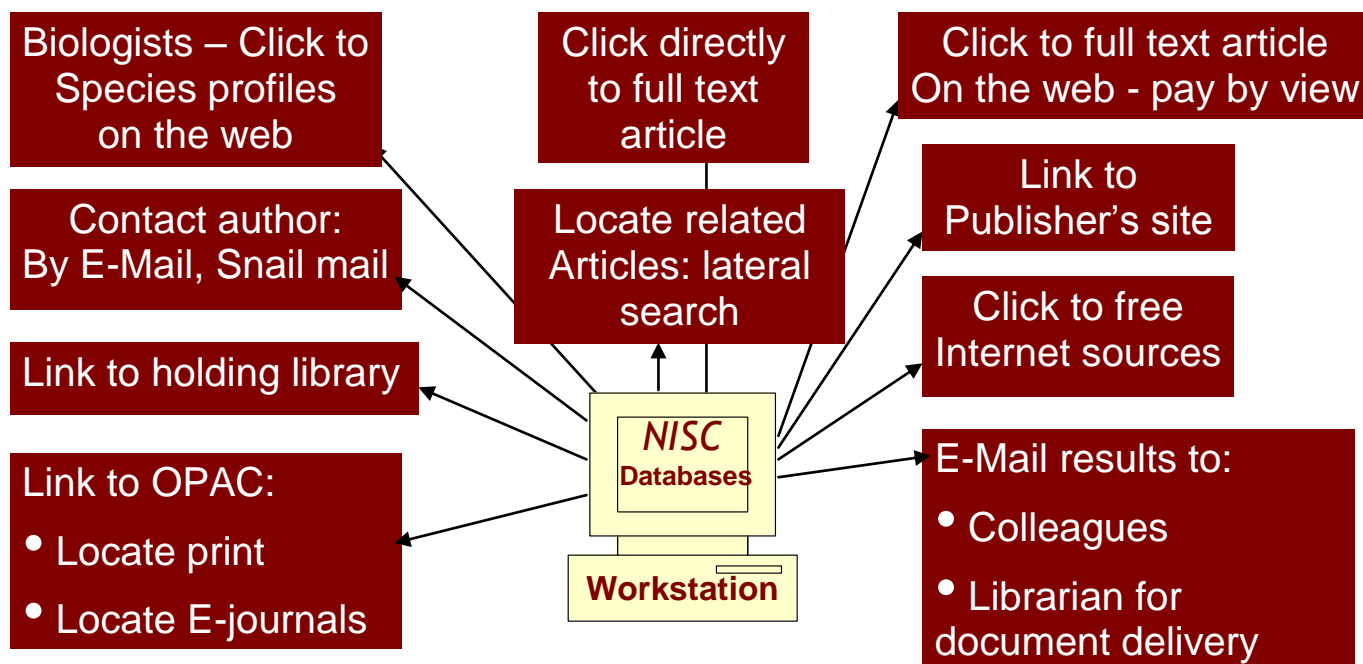 Biologists – Click to
Species profiles
on the web
Click directly
to full text
article
Click to full text article
On the web - pay by view
Contact author:
By E-Mail, Snail mail
Locate related
Articles: lateral
search
Link to
Publisher’s site
Click to free
Internet sources
Link to holding library
NISC
Databases
Workstation
Link to OPAC:
• Locate print
• Locate E-journals
E-Mail results to:
• Colleagues
• Librarian for
document delivery